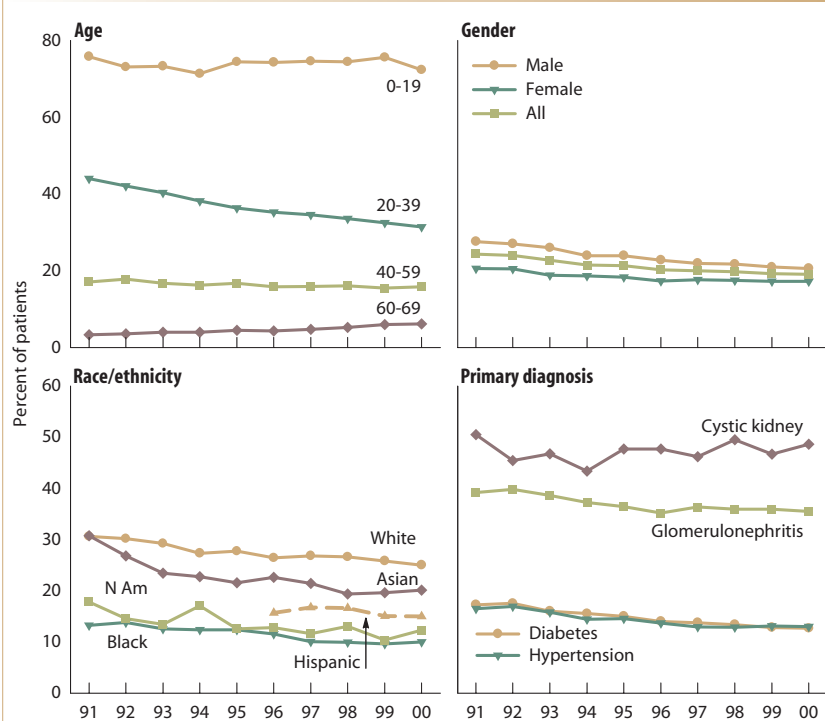 Percent of patients
Age
80
60
40
20
0
0-19
20-39
40-59
60-69
Gender
Male
Female
All
Race/ethnicity
60
50
40
30
20
10
0
White
Asian
N Am
Black
Hispanic
91 92 93 94 95 96 97 98 99 00
Primary diagnosis
Cystic kidney
Glomerulonephritis
Diabetes
Hypertension
91 92 93 94 95 96 97 98 99 00